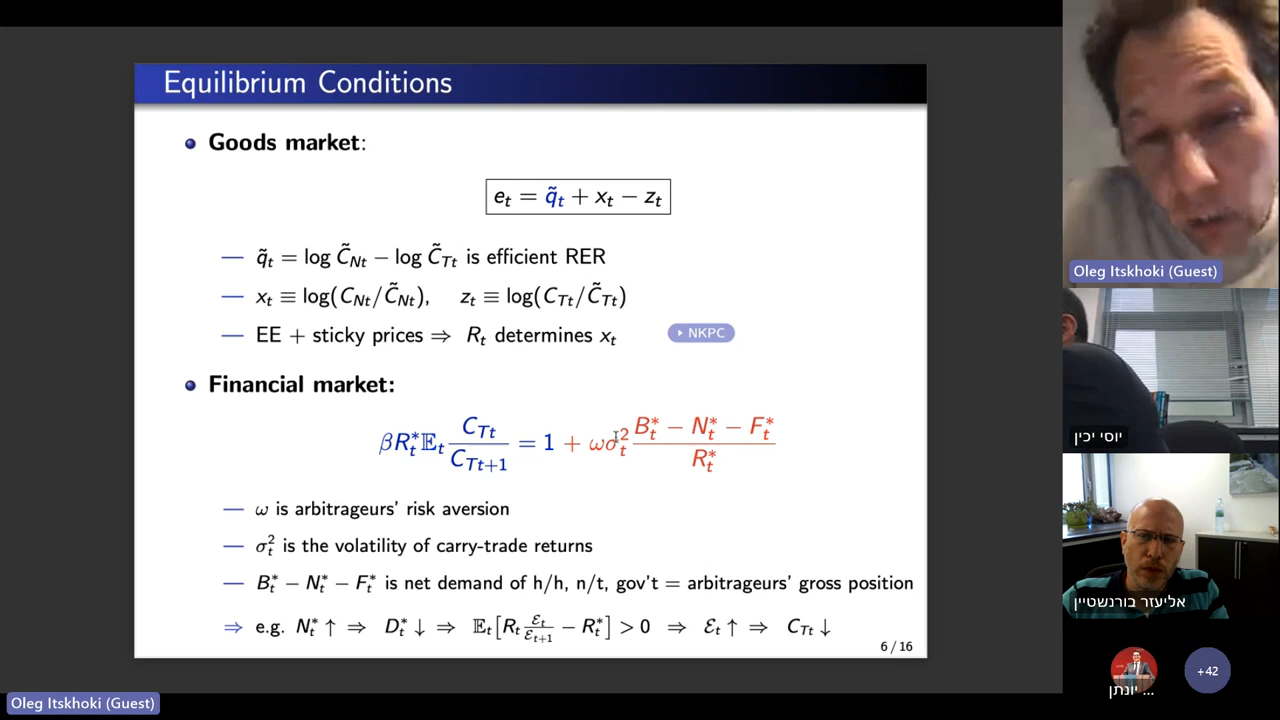 Equilibrium Conditions
Goods market:
e_t = q̃_t + x_t − z_t
— q̃_t = log C̃_Nt − log C̃_Tt is efficient RER
— x_t ≡ log(C_Nt/C̃_Nt), z_t ≡ log(C_Tt/C̃_Tt)
— EE + sticky prices ⇒ R_t determines x_t
NKPC
Financial market:
βR*_t 𝔼_t C_Tt / C_Tt+1 = 1 + ωσ²_t (B*_t − N*_t − F*_t) / R*_t
— ω is arbitrageurs' risk aversion
— σ²_t is the volatility of carry-trade returns
— B*_t − N*_t − F*_t is net demand of h/h, n/t, gov't = arbitrageurs' gross position
⇒ e.g. N*_t ↑ ⇒ D*_t ↓ ⇒ 𝔼_t[R_t ℰ_t/ℰ_t+1 − R*_t] > 0 ⇒ ℰ_t ↑ ⇒ C_Tt ↓
6 / 16
Oleg Itskhoki (Guest)
יוסי יכין
אליעזר בורנשטיין
יונתן ...
+42
Oleg Itskhoki (Guest)